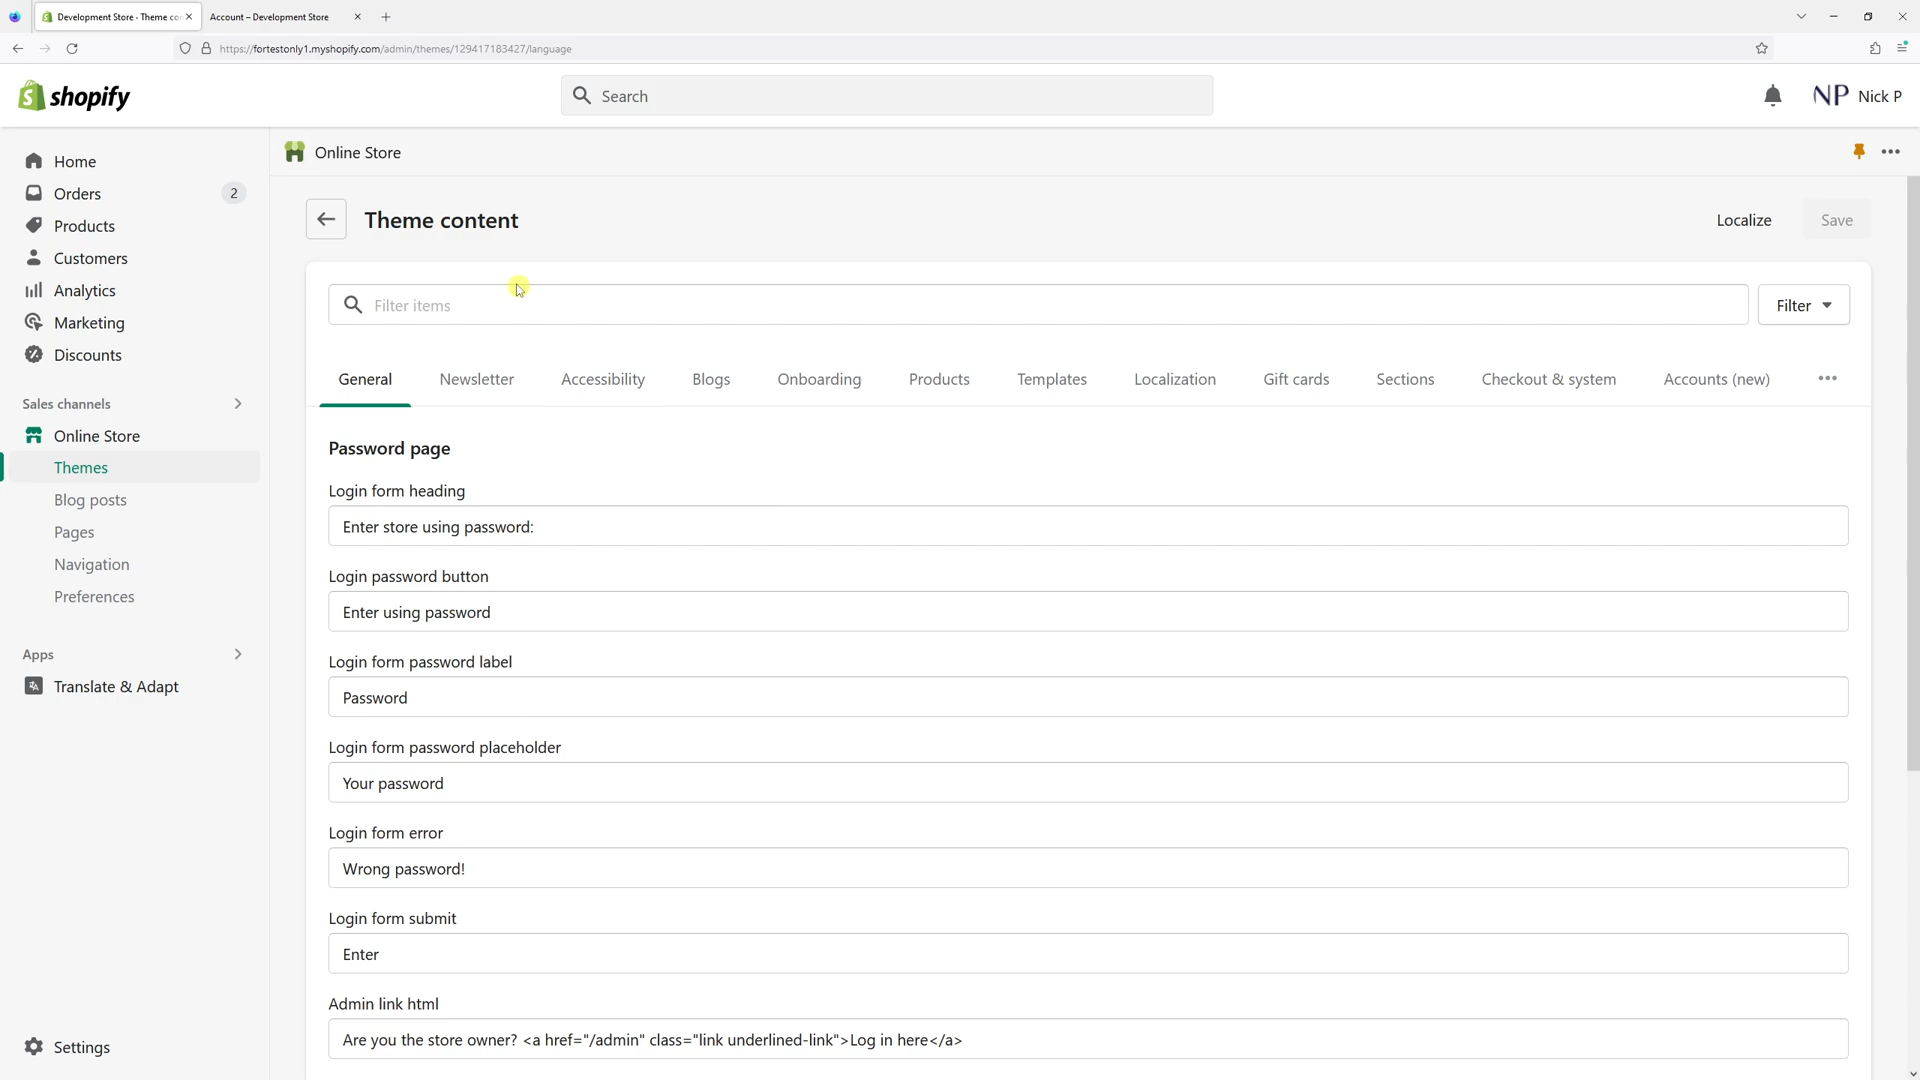 Development Store - Theme cor
Account – Development Store
https://fortestonly1.myshopify.com/admin/themes/129417183427/language
shopify
Search
NP Nick P
Home
Orders 2
Products
Customers
Analytics
Marketing
Discounts
Sales channels
Online Store
Themes
Blog posts
Pages
Navigation
Preferences
Apps
Translate & Adapt
Settings
Online Store
Theme content
Localize
Save
Filter items
Filter
General Newsletter Accessibility Blogs Onboarding Products Templates Localization Gift cards Sections Checkout & system Accounts (new)
Password page
Login form heading
Enter store using password:
Login password button
Enter using password
Login form password label
Password
Login form password placeholder
Your password
Login form error
Wrong password!
Login form submit
Enter
Admin link html
Are you the store owner? <a href="/admin" class="link underlined-link">Log in here</a>